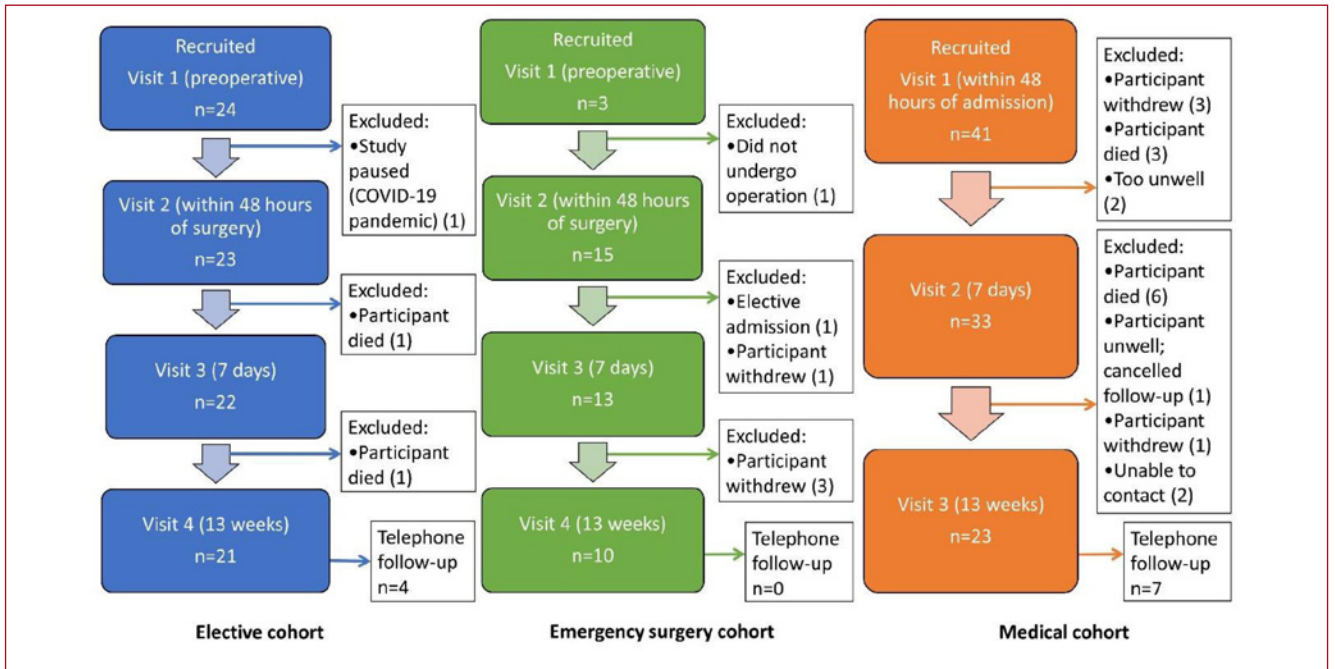 Recruited
Visit 1 (preoperative)
n=24
Excluded:
•Study
paused
(COVID-19
pandemic) (1)
Visit 2 (within 48 hours
of surgery)
n=23
Excluded:
•Participant
died (1)
Visit 3 (7 days)
n=22
Excluded:
•Participant
died (1)
Visit 4 (13 weeks)
n=21
Telephone
follow-up
n=4
Elective cohort
Recruited
Visit 1 (preoperative)
n=3
Excluded:
•Did not
undergo
operation (1)
Visit 2 (within 48 hours
of surgery)
n=15
Excluded:
•Elective
admission (1)
•Participant
withdrew (1)
Visit 3 (7 days)
n=13
Excluded:
•Participant
withdrew (3)
Visit 4 (13 weeks)
n=10
Telephone
follow-up
n=0
Emergency surgery cohort
Recruited
Visit 1 (within 48
hours of admission)
n=41
Excluded:
•Participant
withdrew (3)
•Participant
died (3)
•Too unwell
(2)
Visit 2 (7 days)
n=33
Excluded:
•Participant
died (6)
•Participant
unwell;
cancelled
follow-up (1)
•Participant
withdrew (1)
•Unable to
contact (2)
Visit 3 (13 weeks)
n=23
Telephone
follow-up
n=7
Medical cohort